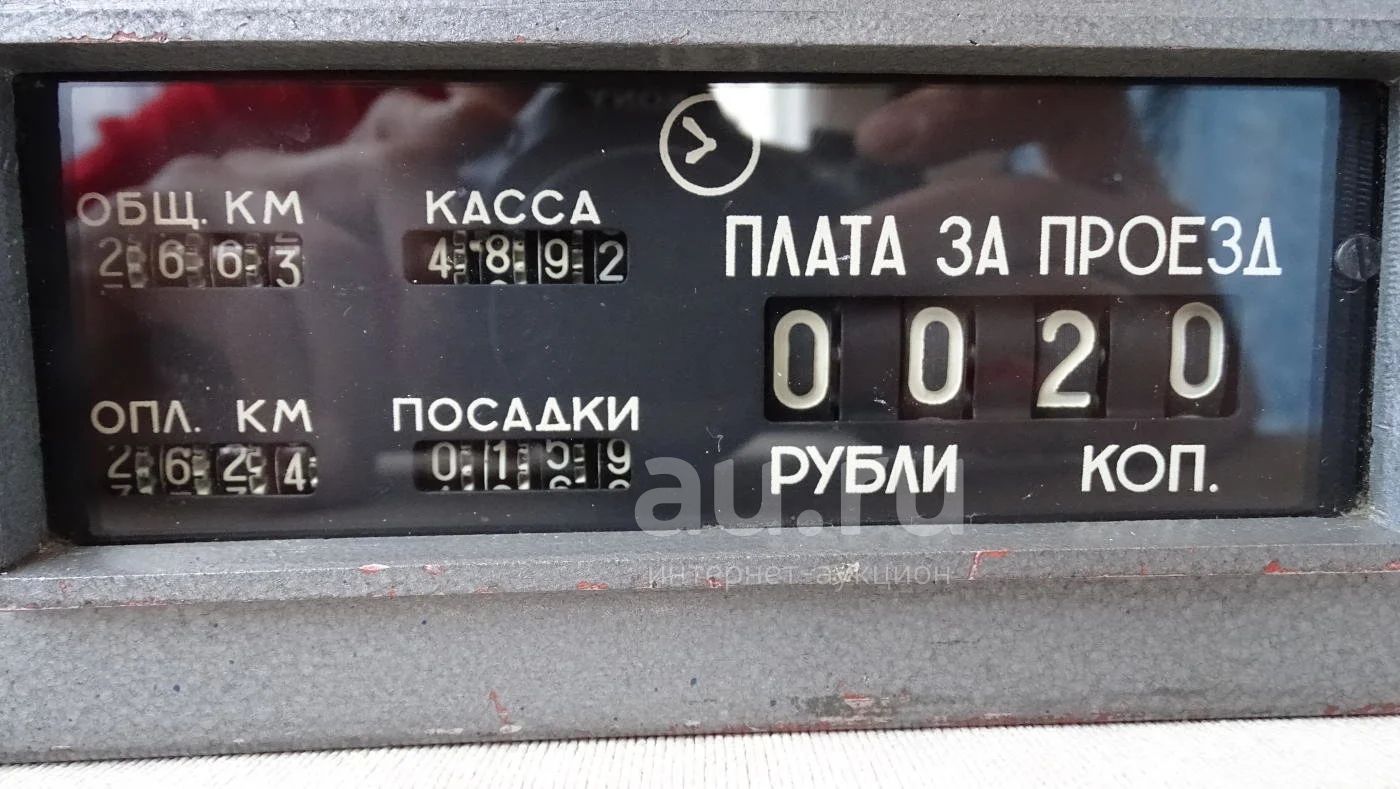 ОБЩ. КМ
2663
КАССА
4892
ПЛАТА ЗА ПРОЕЗД
0020
РУБЛИ КОП.
ОПЛ. КМ
2624
ПОСАДКИ
0159
au.ru
интернет-аукцион